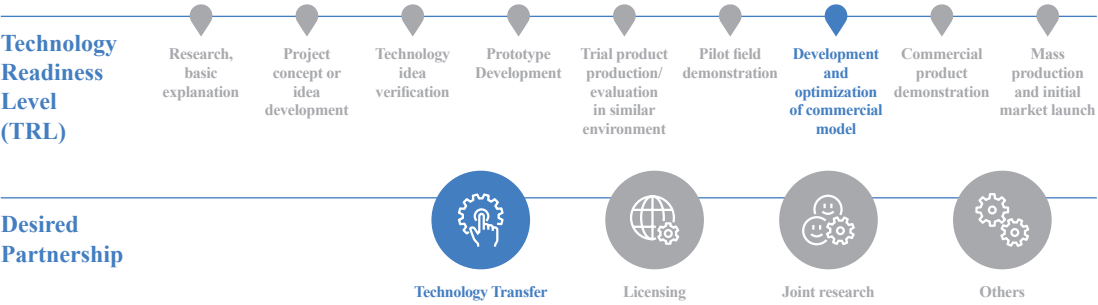 Technology
Readiness
Level
(TRL)
Research,
basic
explanation
Project
concept or
idea
development
Technology
idea
verification
Prototype
Development
Trial product
production/
evaluation
in similar
environment
Pilot field
demonstration
Development
and
optimization
of commercial
model
Commercial
product
demonstration
Mass
production
and initial
market launch
Desired
Partnership
Technology Transfer
Licensing
Joint research
Others